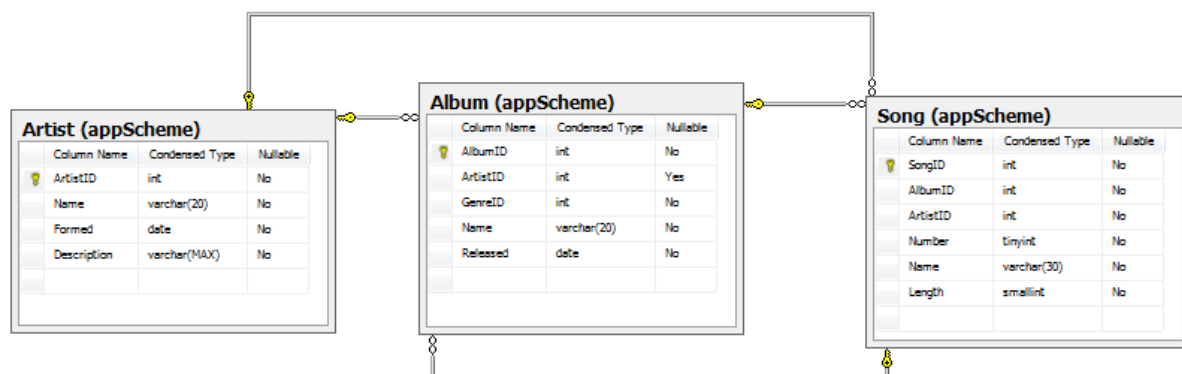 Artist (appScheme)
Column Name Condensed Type Nullable
ArtistID int No
Name varchar(20) No
Formed date No
Description varchar(MAX) No
Album (appScheme)
Column Name Condensed Type Nullable
AlbumID int No
ArtistID int Yes
GenreID int No
Name varchar(20) No
Released date No
Song (appScheme)
Column Name Condensed Type Nullable
SongID int No
AlbumID int No
ArtistID int No
Number tinyint No
Name varchar(30) No
Length smallint No